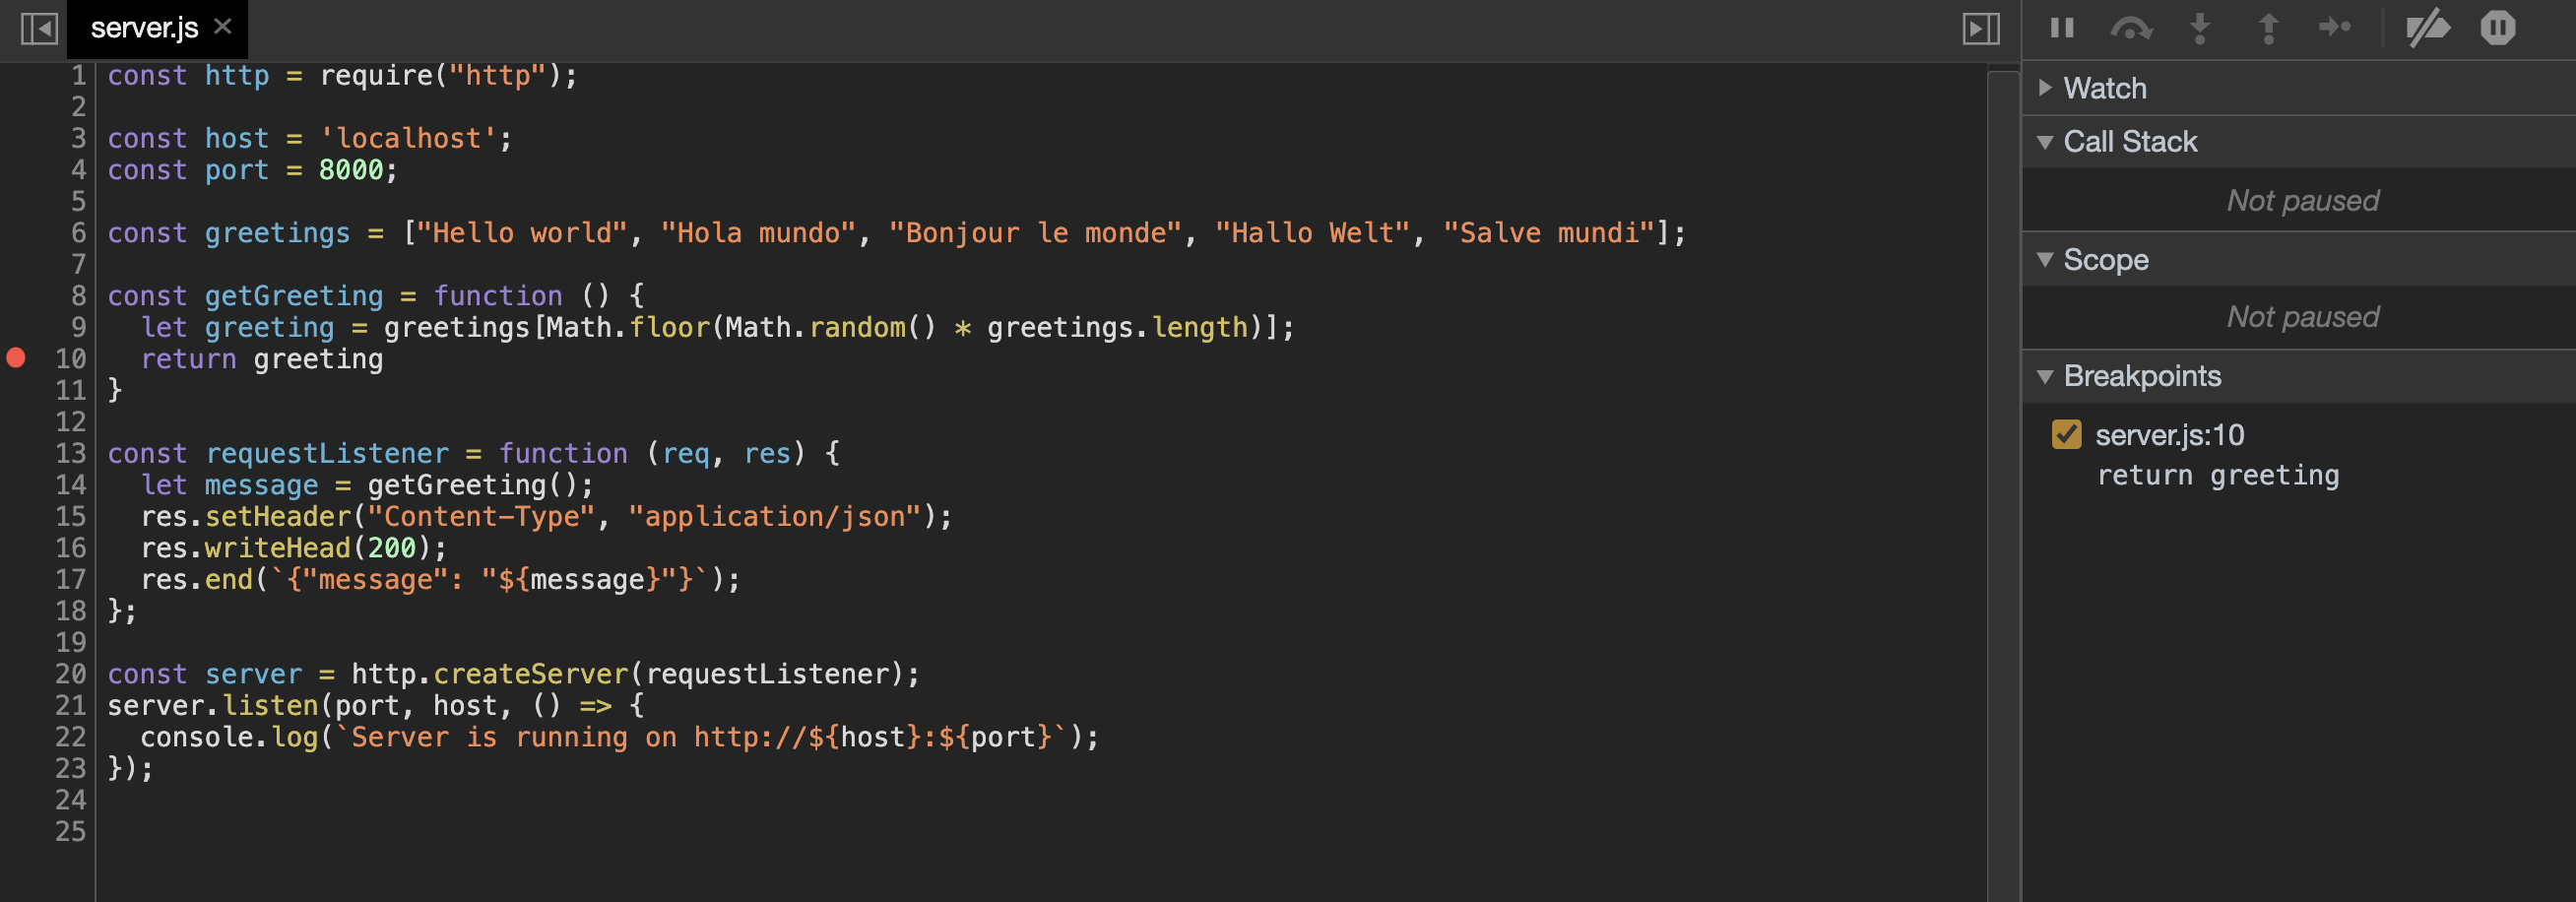 server.js ×
1 const http = require("http");
2
3 const host = 'localhost';
4 const port = 8000;
5
6 const greetings = ["Hello world", "Hola mundo", "Bonjour le monde", "Hallo Welt", "Salve mundi"];
7
8 const getGreeting = function () {
9   let greeting = greetings[Math.floor(Math.random() * greetings.length)];
10   return greeting
11 }
12
13 const requestListener = function (req, res) {
14   let message = getGreeting();
15   res.setHeader("Content-Type", "application/json");
16   res.writeHead(200);
17   res.end(`{"message": "${message}"}`);
18 };
19
20 const server = http.createServer(requestListener);
21 server.listen(port, host, () => {
22   console.log(`Server is running on http://${host}:${port}`);
23 });
24
25
Watch
Call Stack
Not paused
Scope
Not paused
Breakpoints
server.js:10
return greeting